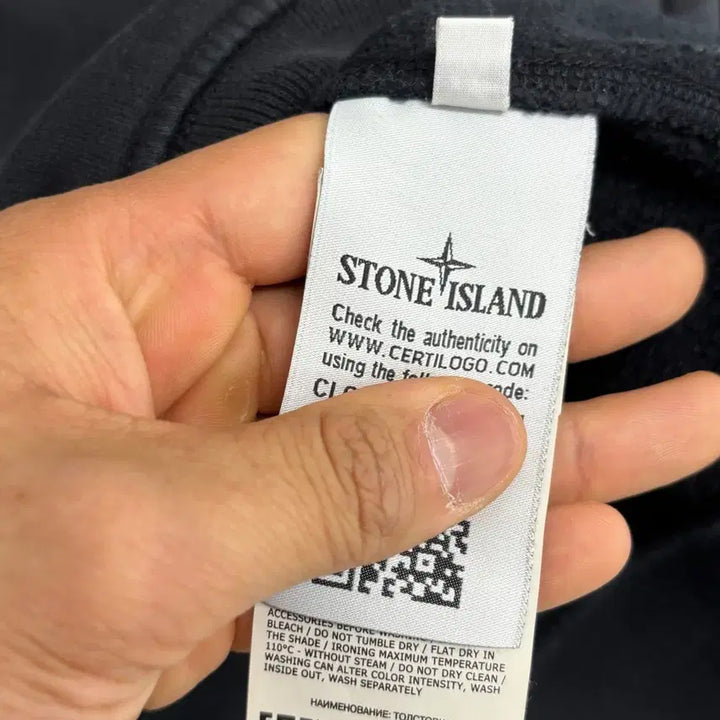 STONE ISLAND
Check the authenticity on
WWW.CERTILOGO.COM
using the
ACCESSORIES BEFORE
BLEACH / DO NOT TUMBLE DRY / FLAT DRY IN
THE SHADE / IRONING MAXIMUM TEMPERATURE
110°C - WITHOUT STEAM / DO NOT DRY CLEAN /
WASHING CAN ALTER COLOR INTENSITY, WASH
INSIDE OUT, WASH SEPARATELY
НАИМЕНОВАНИЕ: